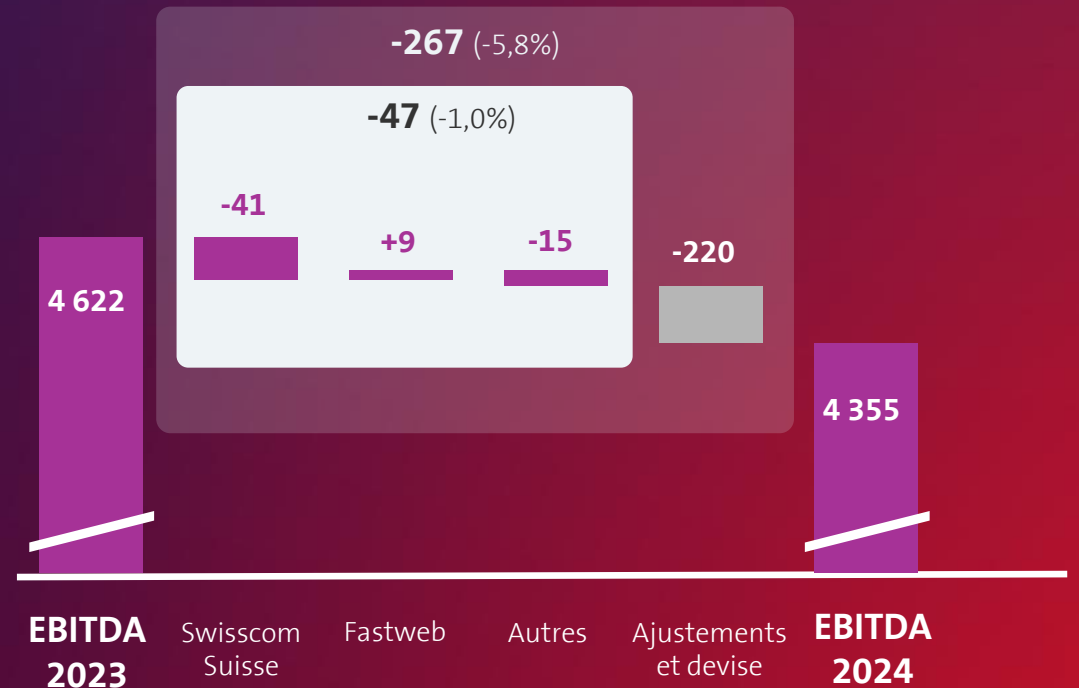 -267 (-5,8%)
-47 (-1,0%)
-41
+9
-15
-220
4 622
4 355
EBITDA
2023
Swisscom
Suisse
Fastweb
Autres
Ajustements
et devise
EBITDA
2024